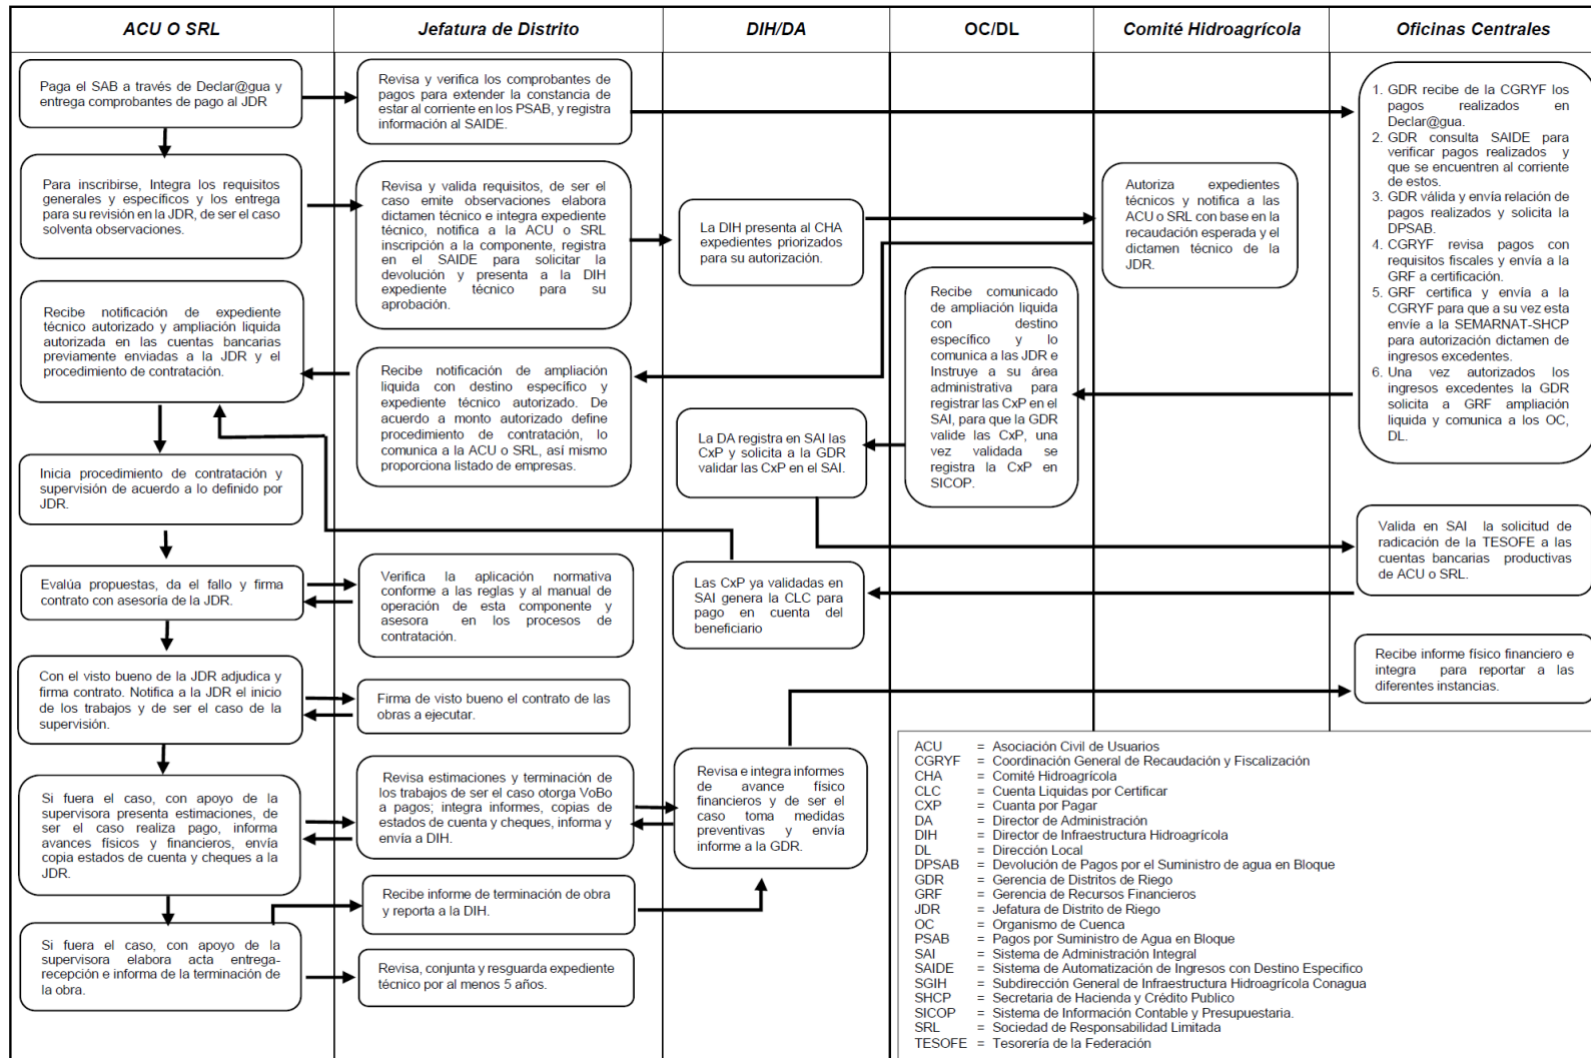 ACU O SRL
Jefatura de Distrito
DIH/DA
OC/DL
Comité Hidroagrícola
Oficinas Centrales
Paga el SAB a través de Declar@gua y
entrega comprobantes de pago al JDR
Revisa y verifica los comprobantes de
pagos para extender la constancia de
estar al corriente en los PSAB, y registra
información al SAIDE.
1. GDR recibe de la CGRYF los
pagos realizados en
Declar@gua.
2. GDR consulta SAIDE para
verificar pagos realizados y
que se encuentren al corriente
de estos.
3. GDR válida y envía relación de
pagos realizados y solicita la
DPSAB.
4. CGRYF revisa pagos con
requisitos fiscales y envía a la
GRF a certificación.
5. GRF certifica y envía a la
CGRYF para que a su vez esta
envíe a la SEMARNAT-SHCP
para autorización dictamen de
ingresos excedentes.
6. Una vez autorizados los
ingresos excedentes la GDR
solicita a GRF ampliación
liquida y comunica a los OC,
DL.
Para inscribirse, Integra los requisitos
generales y específicos y los entrega
para su revisión en la JDR, de ser el caso
solventa observaciones.
Revisa y valida requisitos, de ser el
caso emite observaciones elabora
dictamen técnico e integra expediente
técnico, notifica a la ACU o SRL
inscripción a la componente, registra
en el SAIDE para solicitar la
devolución y presenta a la DIH
expediente técnico para su
aprobación.
La DIH presenta al CHA
expedientes priorizados
para su autorización.
Autoriza expedientes
técnicos y notifica a las
ACU o SRL con base en la
recaudación esperada y el
dictamen técnico de la
JDR.
Recibe comunicado
de ampliación liquida
con destino
específico y lo
comunica a las JDR e
Instruye a su área
administrativa para
registrar las CxP en el
SAI, para que la GDR
valide las CxP, una
vez validada se
registra la CxP en
SICOP.
Recibe notificación de expediente
técnico autorizado y ampliación liquida
autorizada en las cuentas bancarias
previamente enviadas a la JDR y el
procedimiento de contratación.
Recibe notificación de ampliación
liquida con destino específico y
expediente técnico autorizado. De
acuerdo a monto autorizado define
procedimiento de contratación, lo
comunica a la ACU o SRL, así mismo
proporciona listado de empresas.
La DA registra en SAI las
CxP y solicita a la GDR
validar las CxP en el SAI.
Inicia procedimiento de contratación y
supervisión de acuerdo a lo definido por
JDR.
Valida en SAI la solicitud de
radicación de la TESOFE a las
cuentas bancarias productivas
de ACU o SRL.
Evalúa propuestas, da el fallo y firma
contrato con asesoría de la JDR.
Verifica la aplicación normativa
conforme a las reglas y al manual de
operación de esta componente y
asesora en los procesos de
contratación.
Las CxP ya validadas en
SAI genera la CLC para
pago en cuenta del
beneficiario
Con el visto bueno de la JDR adjudica y
firma contrato. Notifica a la JDR el inicio
de los trabajos y de ser el caso de la
supervisión.
Firma de visto bueno el contrato de las
obras a ejecutar.
Recibe informe físico financiero e
integra para reportar a las
diferentes instancias.
Si fuera el caso, con apoyo de la
supervisora presenta estimaciones, de
ser el caso realiza pago, informa
avances físicos y financieros, envía
copia estados de cuenta y cheques a la
JDR.
Revisa estimaciones y terminación de
los trabajos de ser el caso otorga VoBo
a pagos; integra informes, copias de
estados de cuenta y cheques, informa y
envía a DIH.
Revisa e integra informes
de avance físico
financieros y de ser el
caso toma medidas
preventivas y envía
informe a la GDR.
Recibe informe de terminación de obra
y reporta a la DIH.
Si fuera el caso, con apoyo de la
supervisora elabora acta entrega-
recepción e informa de la terminación de
la obra.
Revisa, conjunta y resguarda expediente
técnico por al menos 5 años.
ACU = Asociación Civil de Usuarios
CGRYF = Coordinación General de Recaudación y Fiscalización
CHA = Comité Hidroagrícola
CLC = Cuenta Liquidas por Certificar
CXP = Cuanta por Pagar
DA = Director de Administración
DIH = Director de Infraestructura Hidroagrícola
DL = Dirección Local
DPSAB = Devolución de Pagos por el Suministro de agua en Bloque
GDR = Gerencia de Distritos de Riego
GRF = Gerencia de Recursos Financieros
JDR = Jefatura de Distrito de Riego
OC = Organismo de Cuenca
PSAB = Pagos por Suministro de Agua en Bloque
SAI = Sistema de Administración Integral
SAIDE = Sistema de Automatización de Ingresos con Destino Especifico
SGIH = Subdirección General de Infraestructura Hidroagrícola Conagua
SHCP = Secretaria de Hacienda y Crédito Publico
SICOP = Sistema de Información Contable y Presupuestaria.
SRL = Sociedad de Responsabilidad Limitada
TESOFE = Tesorería de la Federación